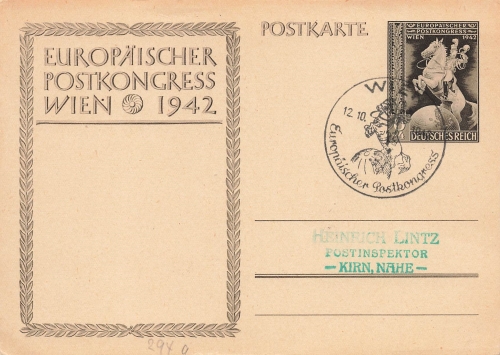 EUROPÄISCHER
POSTKONGRESS
WIEN 1942
POSTKARTE
EUROPÄISCHER
POSTKONGRESS
WIEN 1942
DEUTSCHES REICH
12.10.
Europäischer Postkongress
HEINRICH LINTZ
POSTINSPEKTOR
— KIRN, NAHE —
294 a